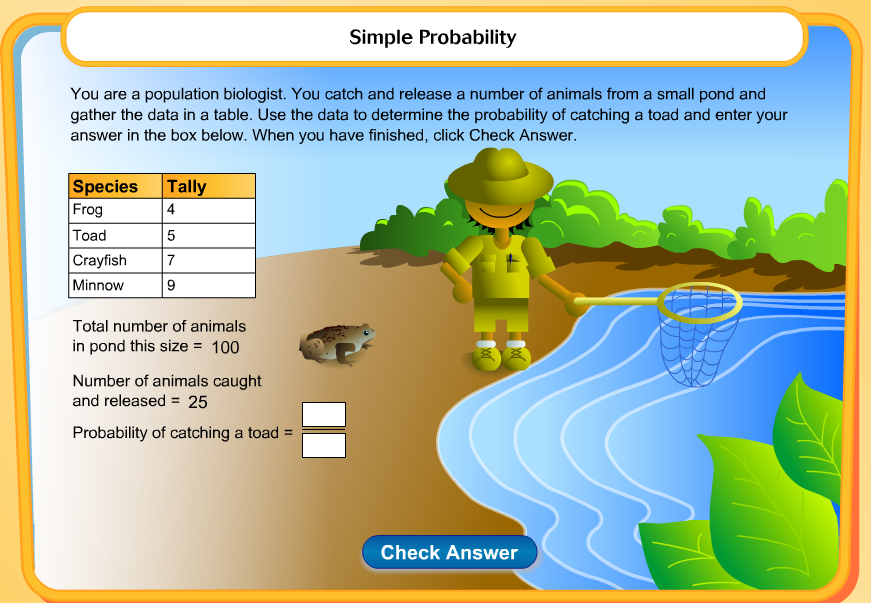 Simple Probability
You are a population biologist. You catch and release a number of animals from a small pond and
gather the data in a table. Use the data to determine the probability of catching a toad and enter your
answer in the box below. When you have finished, click Check Answer.
Species Tally
Frog 4
Toad 5
Crayfish 7
Minnow 9
Total number of animals
in pond this size = 100
Number of animals caught
and released = 25
Probability of catching a toad =
Check Answer